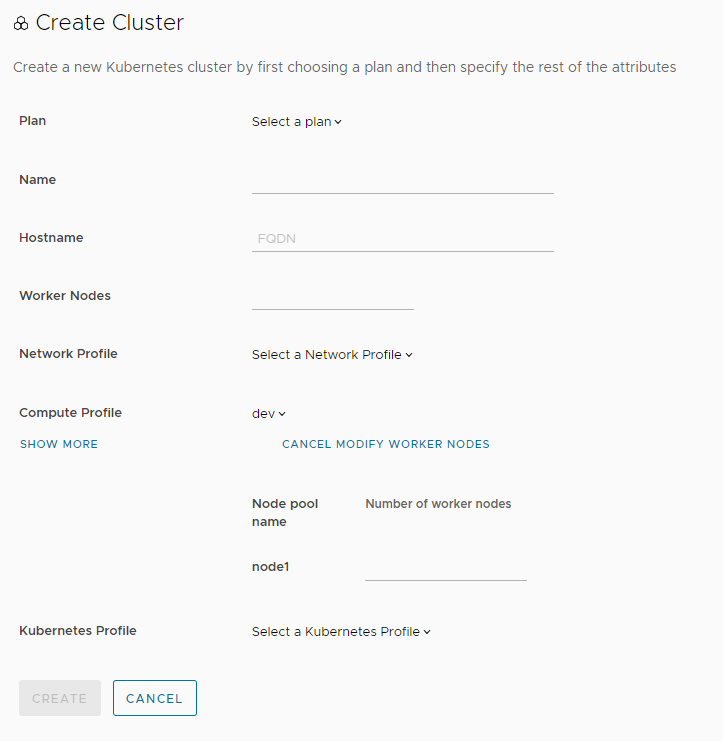 Create Cluster
Create a new Kubernetes cluster by first choosing a plan and then specify the rest of the attributes
Plan Select a plan
Name
Hostname FQDN
Worker Nodes
Network Profile Select a Network Profile
Compute Profile dev
SHOW MORE CANCEL MODIFY WORKER NODES
Node pool name Number of worker nodes
node1
Kubernetes Profile Select a Kubernetes Profile
CREATE CANCEL